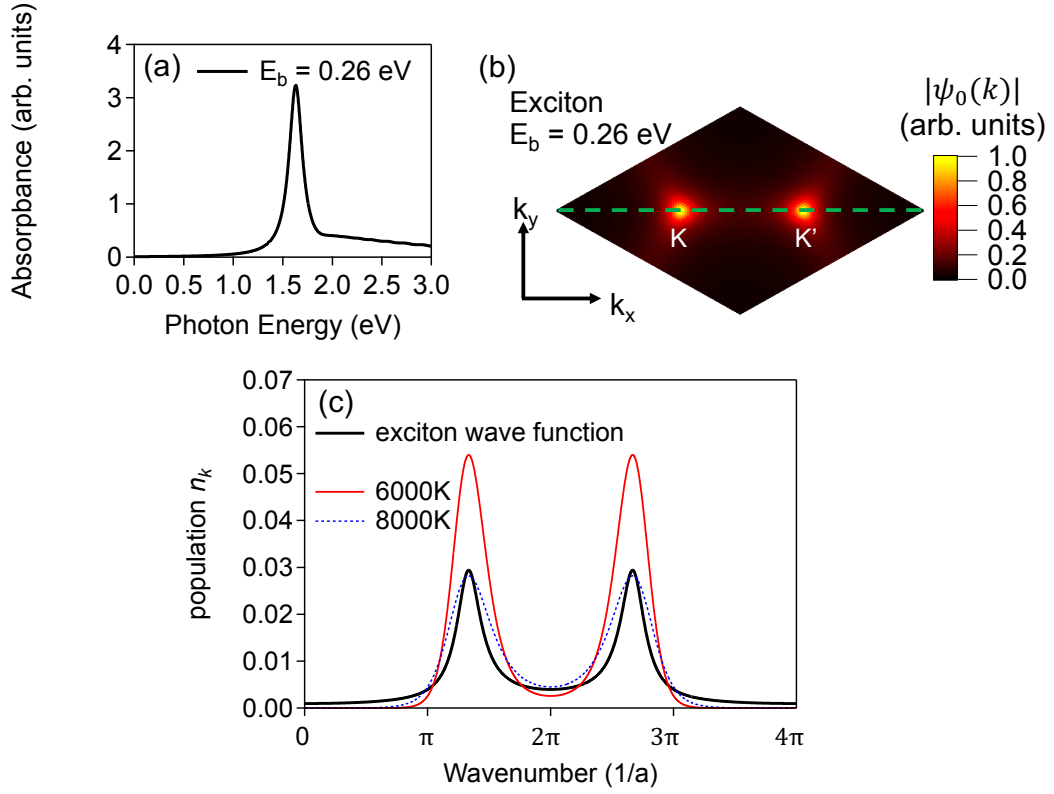 (a)
E_b = 0.26 eV
Absorpbance (arb. units)
4
3
2
1
0
0.0 0.5 1.0 1.5 2.0 2.5 3.0
Photon Energy (eV)
(b)
Exciton
E_b = 0.26 eV
k_y
k_x
K
K'
|ψ₀(k)|
(arb. units)
1.0
0.8
0.6
0.4
0.2
0.0
(c)
exciton wave function
6000K
8000K
population n_k
0.07
0.06
0.05
0.04
0.03
0.02
0.01
0.00
0 π 2π 3π 4π
Wavenumber (1/a)